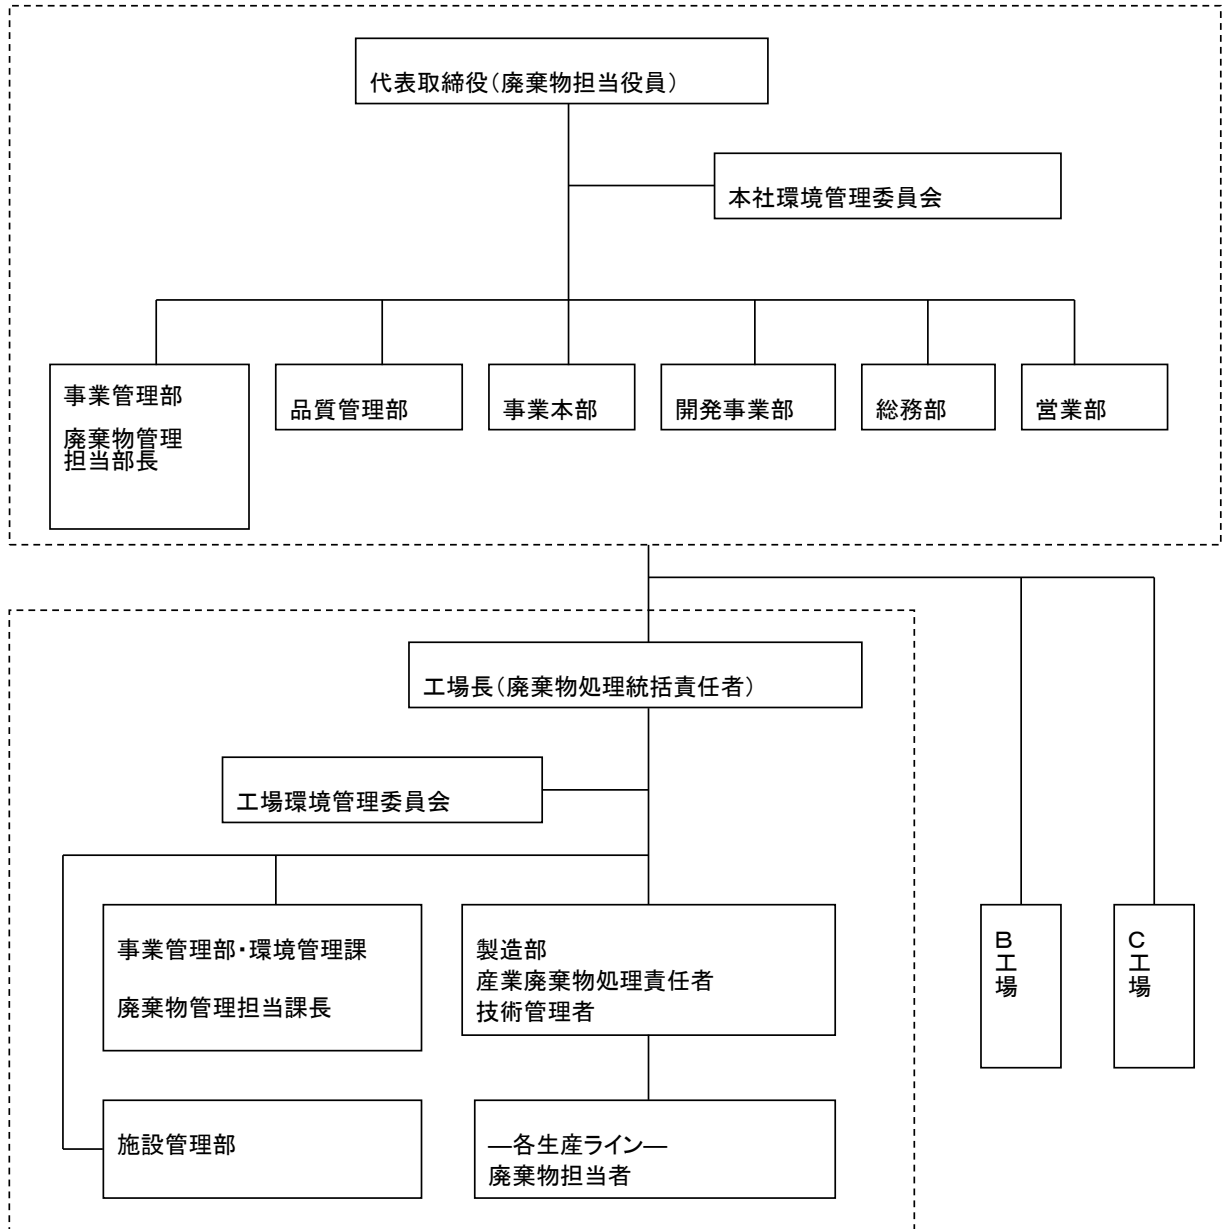 代表取締役(廃棄物担当役員)
本社環境管理委員会
事業管理部
廃棄物管理
担当部長
品質管理部
事業本部
開発事業部
総務部
営業部
工場長(廃棄物処理統括責任者)
工場環境管理委員会
事業管理部・環境管理課
廃棄物管理担当課長
製造部
産業廃棄物処理責任者
技術管理者
B工場
C工場
施設管理部
―各生産ライン―
廃棄物担当者